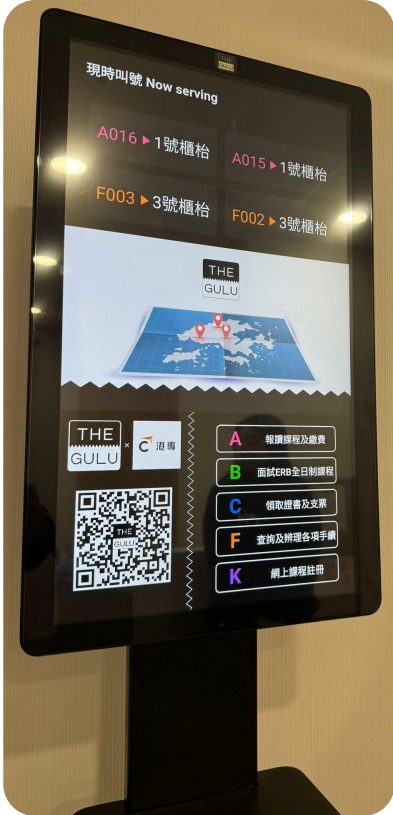 THE
GULU
現時叫號 Now serving
A016 ▸ 1號櫃枱
A015 ▸ 1號櫃枱
F003 ▸ 3號櫃枱
F002 ▸ 3號櫃枱
THE
GULU
THE
GULU
×
港專
THE
GULU
A 報讀課程及繳費
B 面試ERB全日制課程
C 領取證書及支票
F 查詢及辨理各項手續
K 網上課程註冊